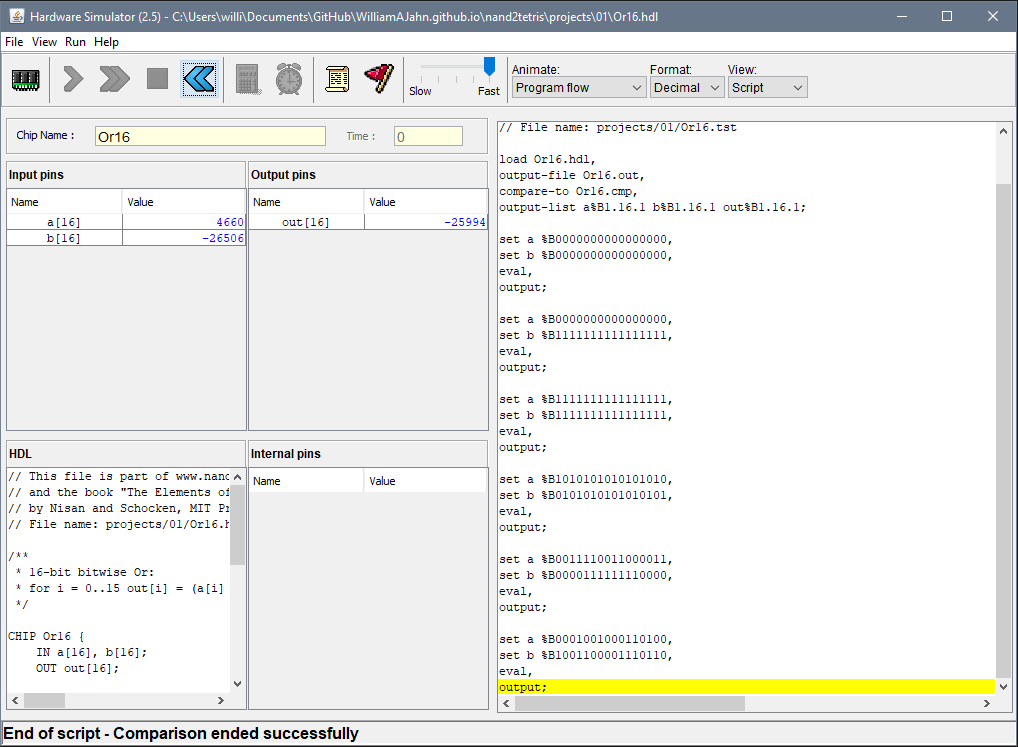 Hardware Simulator (2.5) - C:\Users\willi\Documents\GitHub\WilliamAJahn.github.io\nand2tetris\projects\01\Or16.hdl
File View Run Help
Slow Fast
Animate: Format: View:
Program flow Decimal Script
Chip Name : Or16 Time : 0
Input pins
Name Value
a[16] 4660
b[16] -26506
Output pins
Name Value
out[16] -25994
HDL
// This file is part of www.nand
// and the book "The Elements of
// by Nisan and Schocken, MIT Pr
// File name: projects/01/Or16.h
/**
* 16-bit bitwise Or:
* for i = 0..15 out[i] = (a[i]
*/
CHIP Or16 {
IN a[16], b[16];
OUT out[16];
Internal pins
Name Value
// File name: projects/01/Or16.tst
load Or16.hdl,
output-file Or16.out,
compare-to Or16.cmp,
output-list a%B1.16.1 b%B1.16.1 out%B1.16.1;
set a %B0000000000000000,
set b %B0000000000000000,
eval,
output;
set a %B0000000000000000,
set b %B1111111111111111,
eval,
output;
set a %B1111111111111111,
set b %B1111111111111111,
eval,
output;
set a %B1010101010101010,
set b %B0101010101010101,
eval,
output;
set a %B0011110011000011,
set b %B0000111111110000,
eval,
output;
set a %B0001001000110100,
set b %B1001100001110110,
eval,
output;
End of script - Comparison ended successfully